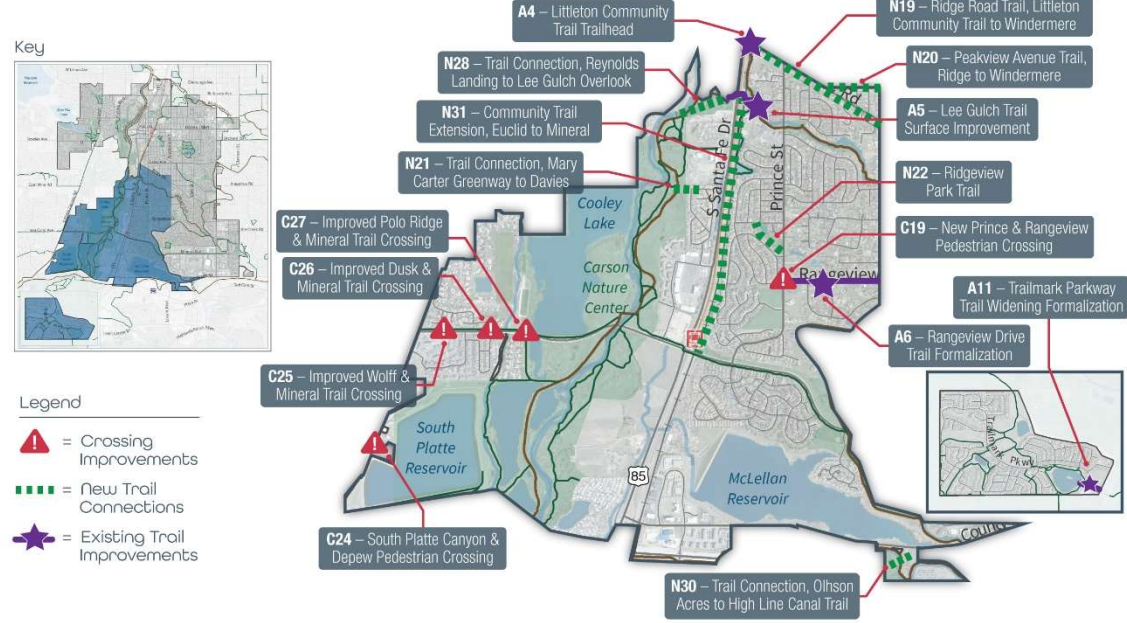 A4 – Littleton Community
Trail Trailhead
N19 – Ridge Road Trail, Littleton
Community Trail to Windermere
Key
N28 – Trail Connection, Reynolds
Landing to Lee Gulch Overlook
N20 – Peakview Avenue Trail,
Ridge to Windermere
Rd
N31 – Community Trail
Extension, Euclid to Mineral
A5 – Lee Gulch Trail
Surface Improvement
S Santa Fe Dr
Prince St
N21 – Trail Connection, Mary
Carter Greenway to Davies
N22 – Ridgeview
Park Trail
Cooley
Lake
C27 – Improved Polo Ridge
& Mineral Trail Crossing
C19 – New Prince & Rangeview
Pedestrian Crossing
C26 – Improved Dusk &
Mineral Trail Crossing
Carson
Nature
Center
Rangeview
A11 – Trailmark Parkway
Trail Widening Formalization
A6 – Rangeview Drive
Trail Formalization
C25 – Improved Wolff &
Mineral Trail Crossing
Legend
= Crossing
Improvements
= New Trail
Connections
= Existing Trail
Improvements
South
Platte
Reservoir
85
McLellan
Reservoir
Trailmark
Pkwy
C24 – South Platte Canyon &
Depew Pedestrian Crossing
N30 – Trail Connection, Olhson
Acres to High Line Canal Trail